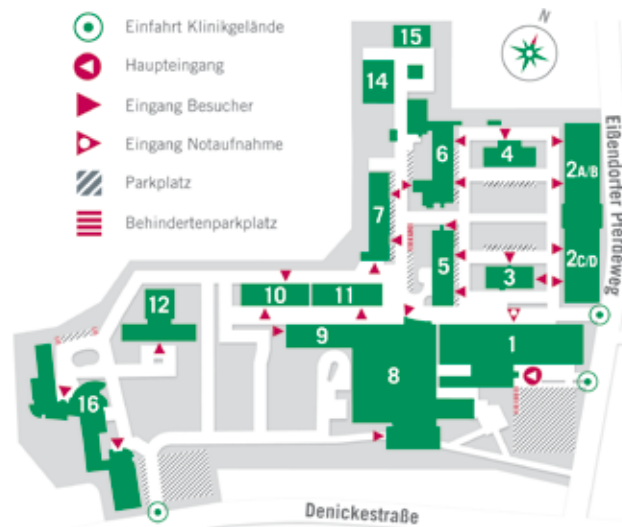 Einfahrt Klinikgelände
Haupteingang
Eingang Besucher
Eingang Notaufnahme
Parkplatz
Behindertenparkplatz
N
15
14
6
4
2A/B
Eißendorfer Pferdeweg
7
5
3
2C/D
12
10
11
9
1
8
16
Denickestraße